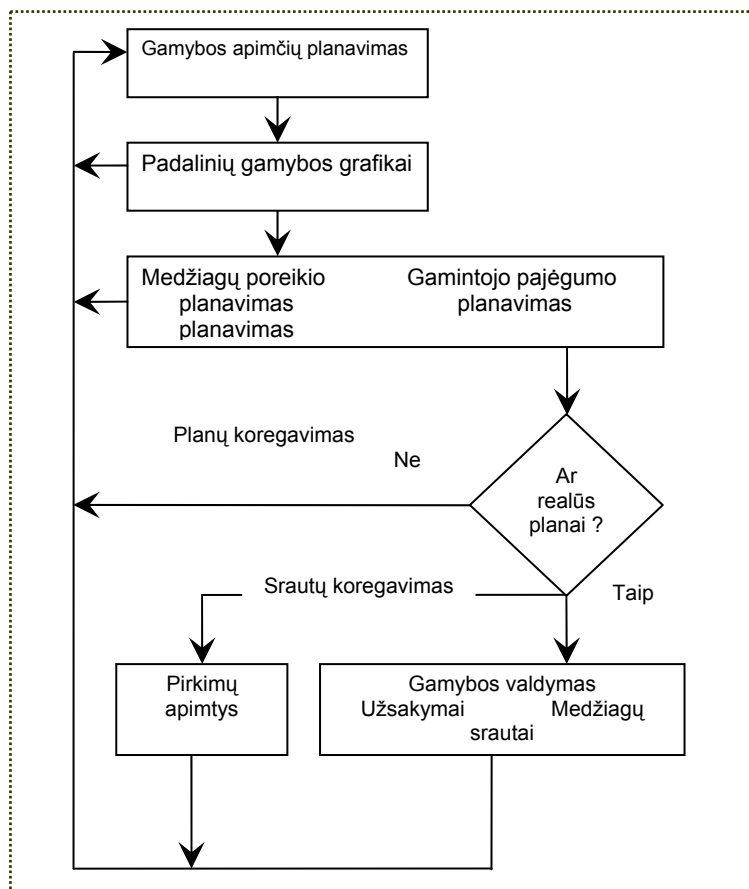 Gamybos apimčių planavimas
Padalinių gamybos grafikai
Medžiagų poreikio Gamintojo pajėgumo
planavimas planavimas
planavimas
Planų koregavimas
Ne
Ar
realūs
planai ?
Srautų koregavimas
Taip
Pirkimų
apimtys
Gamybos valdymas
Užsakymai Medžiagų
srautai